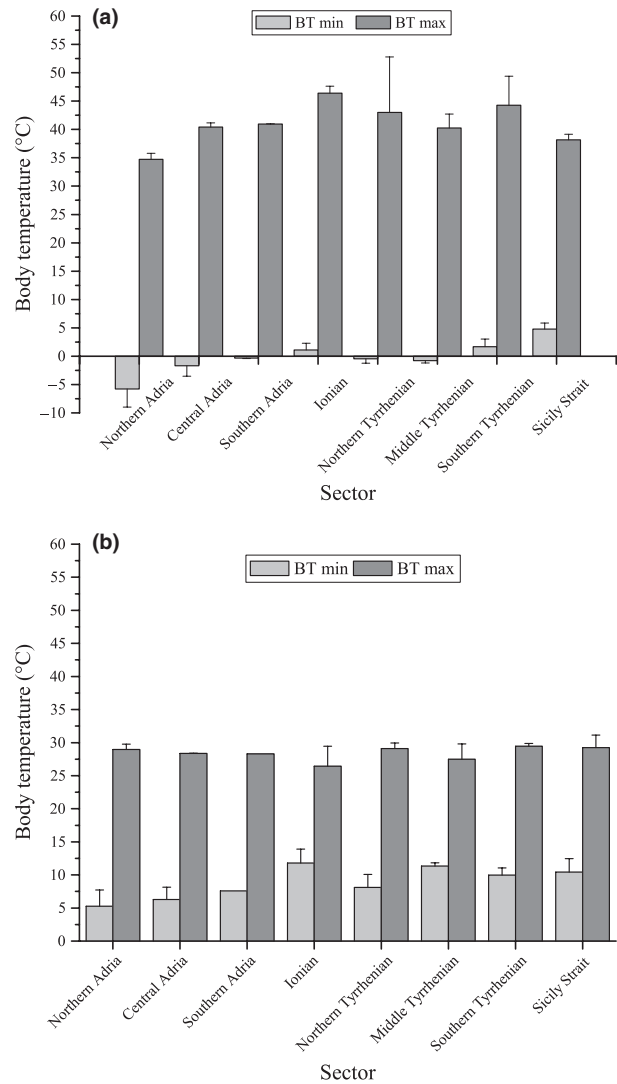 (a)
BT min BT max
Body temperature (°C)
60
55
50
45
40
35
30
25
20
15
10
5
0
−5
−10
Northern Adria
Central Adria
Southern Adria
Ionian
Northern Tyrrhenian
Middle Tyrrhenian
Southern Tyrrhenian
Sicily Strait
Sector
(b)
BT min BT max
Body temperature (°C)
60
55
50
45
40
35
30
25
20
15
10
5
0
Northern Adria
Central Adria
Southern Adria
Ionian
Northern Tyrrhenian
Middle Tyrrhenian
Southern Tyrrhenian
Sicily Strait
Sector